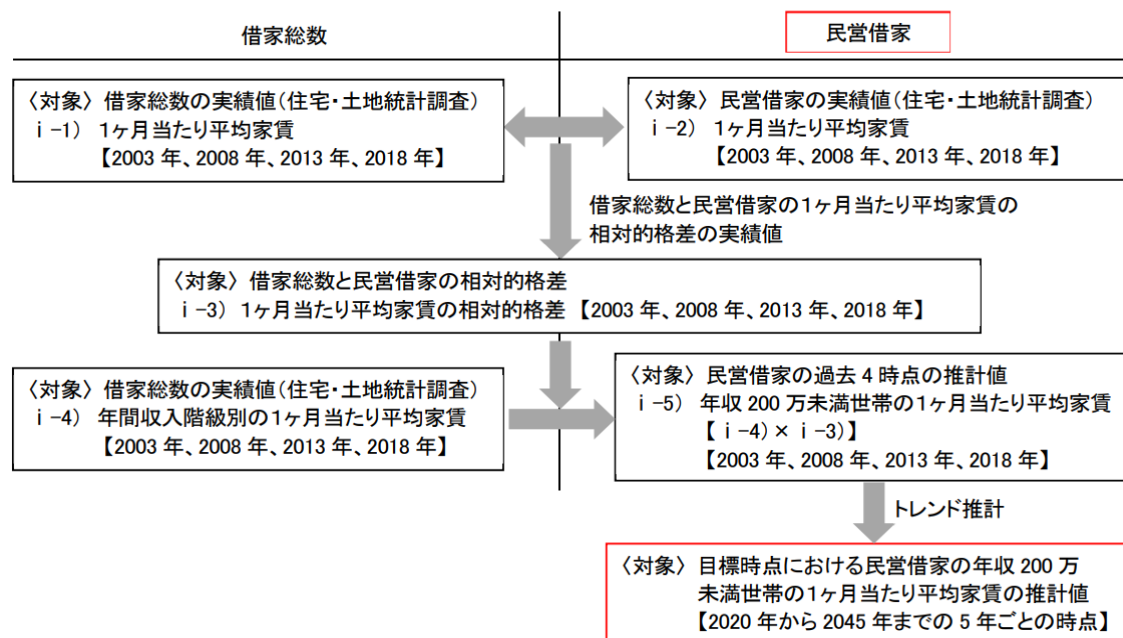 借家総数
民営借家
〈対象〉 借家総数の実績値(住宅・土地統計調査)
ⅰ-1) 1ヶ月当たり平均家賃
【2003 年、2008 年、2013 年、2018 年】
〈対象〉 民営借家の実績値(住宅・土地統計調査)
ⅰ-2) 1ヶ月当たり平均家賃
【2003 年、2008 年、2013 年、2018 年】
借家総数と民営借家の1ヶ月当たり平均家賃の
相対的格差の実績値
〈対象〉 借家総数と民営借家の相対的格差
ⅰ-3) 1ヶ月当たり平均家賃の相対的格差 【2003 年、2008 年、2013 年、2018 年】
〈対象〉 借家総数の実績値(住宅・土地統計調査)
ⅰ-4) 年間収入階級別の1ヶ月当たり平均家賃
【2003 年、2008 年、2013 年、2018 年】
〈対象〉 民営借家の過去 4 時点の推計値
ⅰ-5) 年収 200 万未満世帯の1ヶ月当たり平均家賃
【ⅰ-4)×ⅰ-3)】
【2003 年、2008 年、2013 年、2018 年】
トレンド推計
〈対象〉 目標時点における民営借家の年収 200 万
未満世帯の1ヶ月当たり平均家賃の推計値
【2020 年から 2045 年までの 5 年ごとの時点】